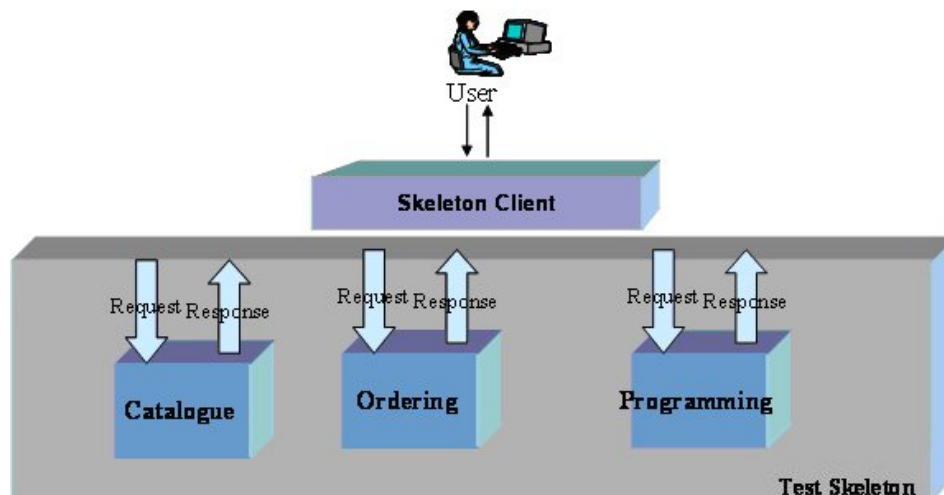 User
Skeleton Client
Request
Response
Request
Response
Request
Response
Catalogue
Ordering
Programming
Test Skeleton